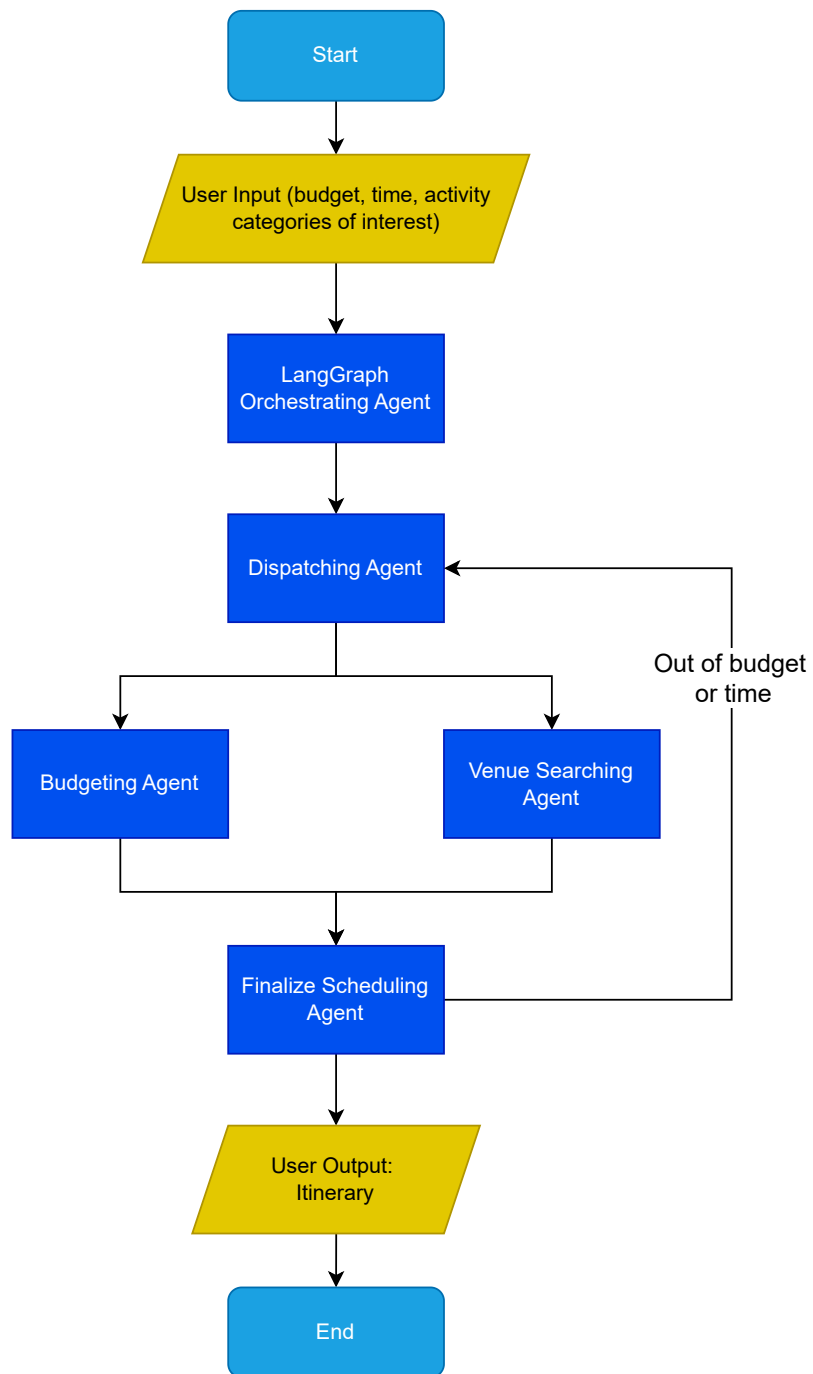 Start
User Input (budget, time, activity
categories of interest)
LangGraph
Orchestrating Agent
Dispatching Agent
Out of budget
or time
Budgeting Agent
Venue Searching
Agent
Finalize Scheduling
Agent
User Output:
Itinerary
End